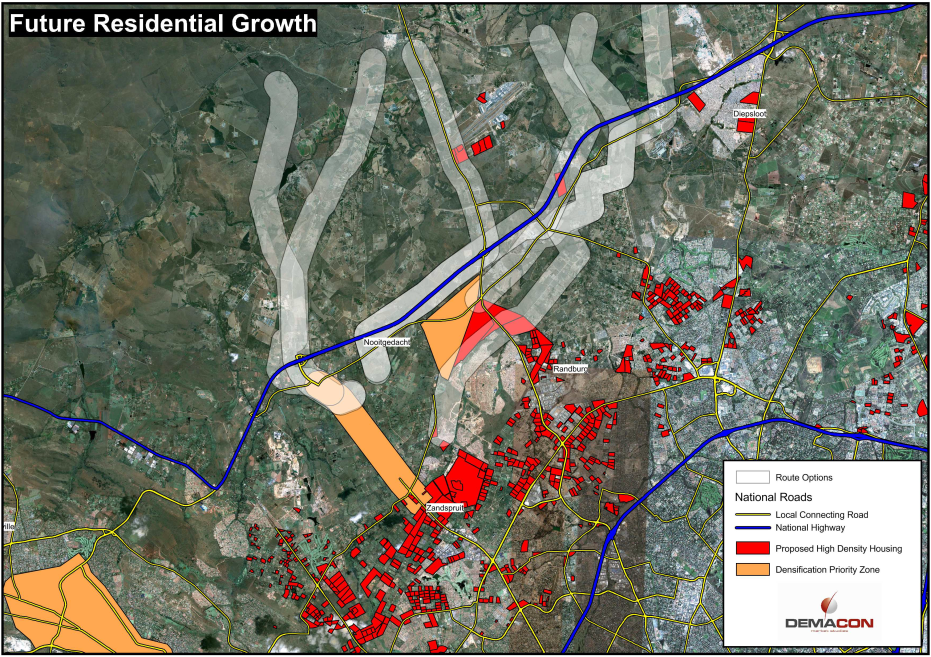 Future Residential Growth
Diepsloot
Nooitgedacht
Randburg
Zandspruit
ville
Route Options
National Roads
Local Connecting Road
National Highway
Proposed High Density Housing
Densification Priority Zone
DEMACON